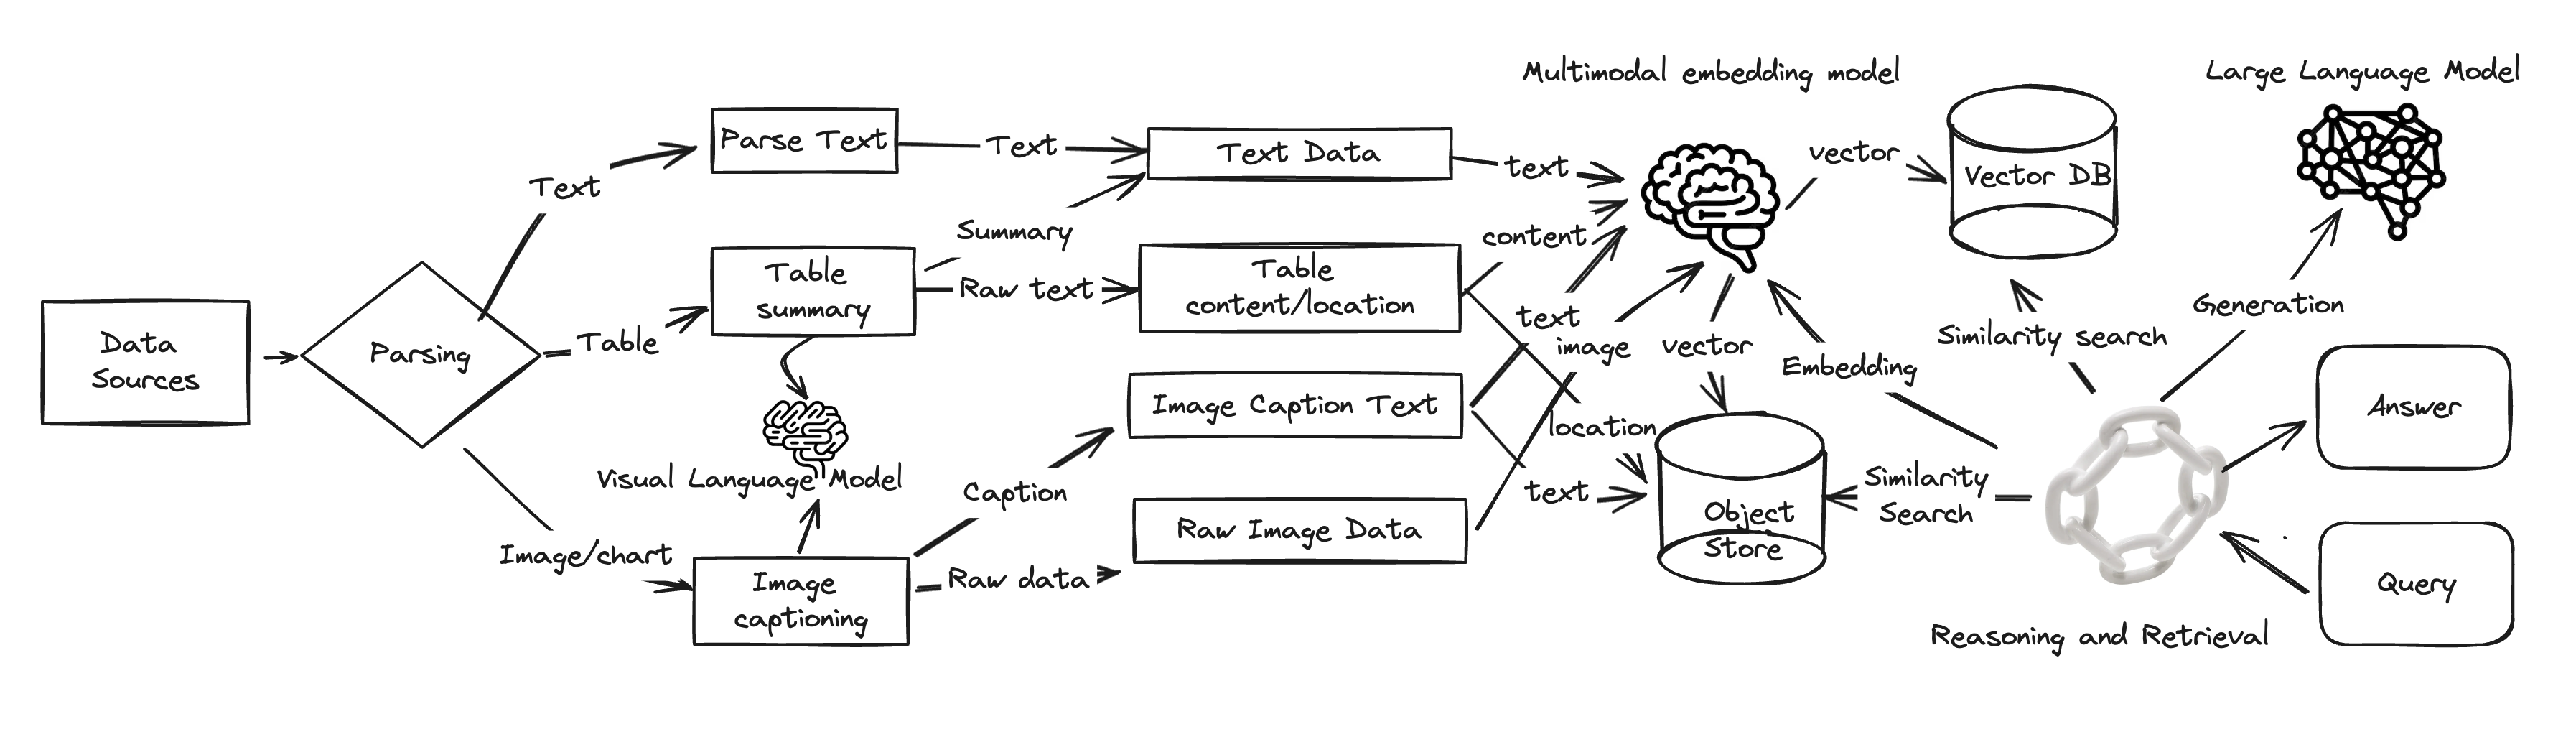 Multimodal embedding model
Large Language Model
Parse Text
Text
Text Data
text
vector
Vector DB
Text
Summary
content
Table
summary
Raw text
Table
content/location
Data
Sources
Parsing
Table
text
image
vector
Similarity search
Generation
Embedding
Image Caption Text
location
Answer
Visual Language Model
Caption
text
Object
Store
Similarity
Search
Raw Image Data
Image/chart
Image
captioning
Raw data
Query
Reasoning and Retrieval